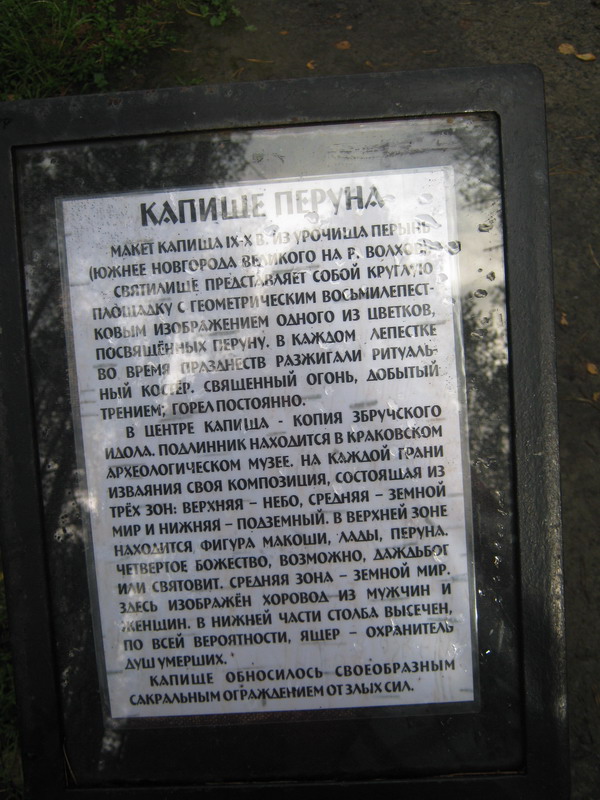 КАПИЩЕ ПЕРУНА
МАКЕТ КАПИЩА IX-X В. ИЗ УРОЧИЩА ПЕРЫНЬ
(ЮЖНЕЕ НОВГОРОДА ВЕЛИКОГО НА Р. ВОЛХОВ).
СВЯТИЛИЩЕ ПРЕДСТАВЛЯЕТ СОБОЙ КРУГЛУЮ
ПЛОЩАДКУ С ГЕОМЕТРИЧЕСКИМ ВОСЬМИЛЕПЕСТ-
КОВЫМ ИЗОБРАЖЕНИЕМ ОДНОГО ИЗ ЦВЕТКОВ,
ПОСВЯЩЁННЫХ ПЕРУНУ. В КАЖДОМ ЛЕПЕСТКЕ
ВО ВРЕМЯ ПРАЗДНЕСТВ РАЗЖИГАЛИ РИТУАЛЬ-
НЫЙ КОСТЁР. СВЯЩЕННЫЙ ОГОНЬ, ДОБЫТЫЙ
ТРЕНИЕМ; ГОРЕЛ ПОСТОЯННО.
В ЦЕНТРЕ КАПИЩА - КОПИЯ ЗБРУЧСКОГО
ИДОЛА. ПОДЛИННИК НАХОДИТСЯ В КРАКОВСКОМ
АРХЕОЛОГИЧЕСКОМ МУЗЕЕ. НА КАЖДОЙ ГРАНИ
ИЗВАЯНИЯ СВОЯ КОМПОЗИЦИЯ, СОСТОЯЩАЯ ИЗ
ТРЁХ ЗОН: ВЕРХНЯЯ – НЕБО, СРЕДНЯЯ – ЗЕМНОЙ
МИР И НИЖНЯЯ – ПОДЗЕМНЫЙ. В ВЕРХНЕЙ ЗОНЕ
НАХОДИТСЯ ФИГУРА МАКОШИ, ЛАДЫ, ПЕРУНА.
ЧЕТВЕРТОЕ БОЖЕСТВО, ВОЗМОЖНО, ДАЖДЬБОГ
ИЛИ СВЯТОВИТ. СРЕДНЯЯ ЗОНА – ЗЕМНОЙ МИР.
ЗДЕСЬ ИЗОБРАЖЁН ХОРОВОД ИЗ МУЖЧИН И
ЖЕНЩИН. В НИЖНЕЙ ЧАСТИ СТОЛБА ВЫСЕЧЕН,
ПО ВСЕЙ ВЕРОЯТНОСТИ, ЯЩЕР – ОХРАНИТЕЛЬ
ДУШ УМЕРШИХ.
КАПИЩЕ ОБНОСИЛОСЬ СВОЕОБРАЗНЫМ
САКРАЛЬНЫМ ОГРАЖДЕНИЕМ ОТ ЗЛЫХ СИЛ.